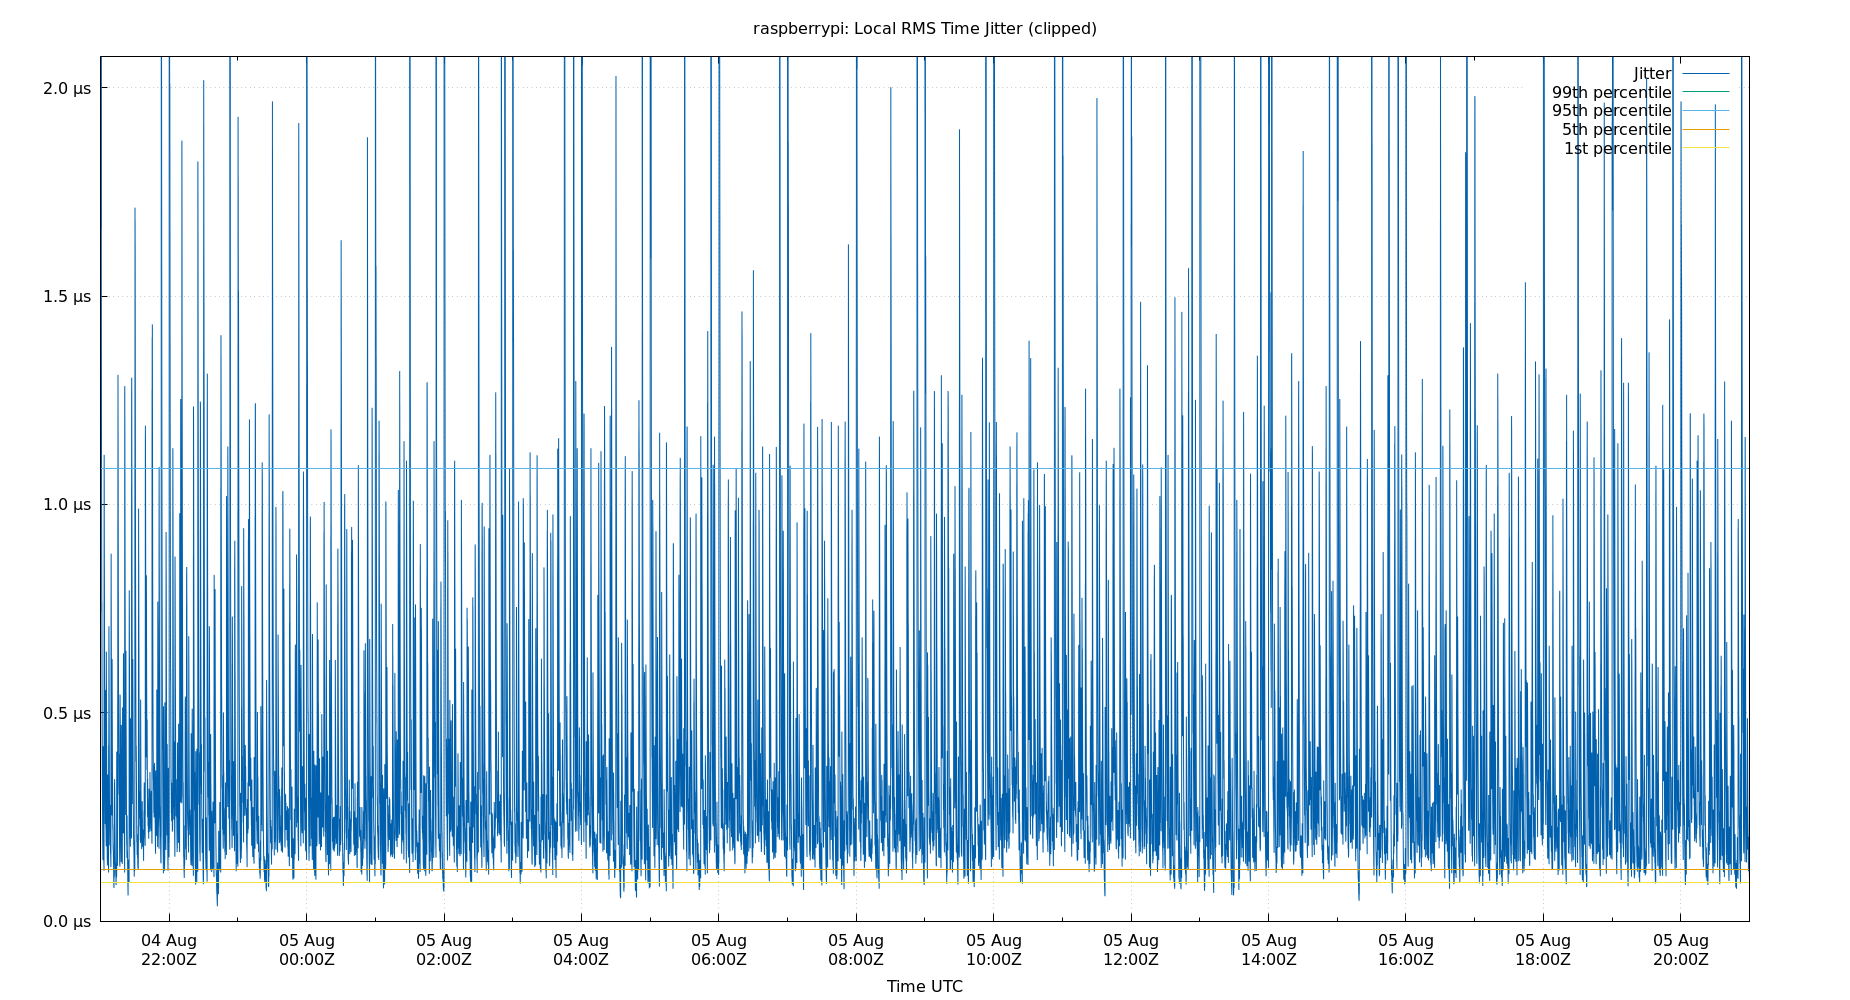 raspberrypi: Local RMS Time Jitter (clipped)
2.0 µs
1.5 µs
1.0 µs
0.5 µs
0.0 µs
Jitter
99th percentile
95th percentile
5th percentile
1st percentile
04 Aug 05 Aug 05 Aug 05 Aug 05 Aug 05 Aug 05 Aug 05 Aug 05 Aug 05 Aug 05 Aug 05 Aug
22:00Z 00:00Z 02:00Z 04:00Z 06:00Z 08:00Z 10:00Z 12:00Z 14:00Z 16:00Z 18:00Z 20:00Z
Time UTC